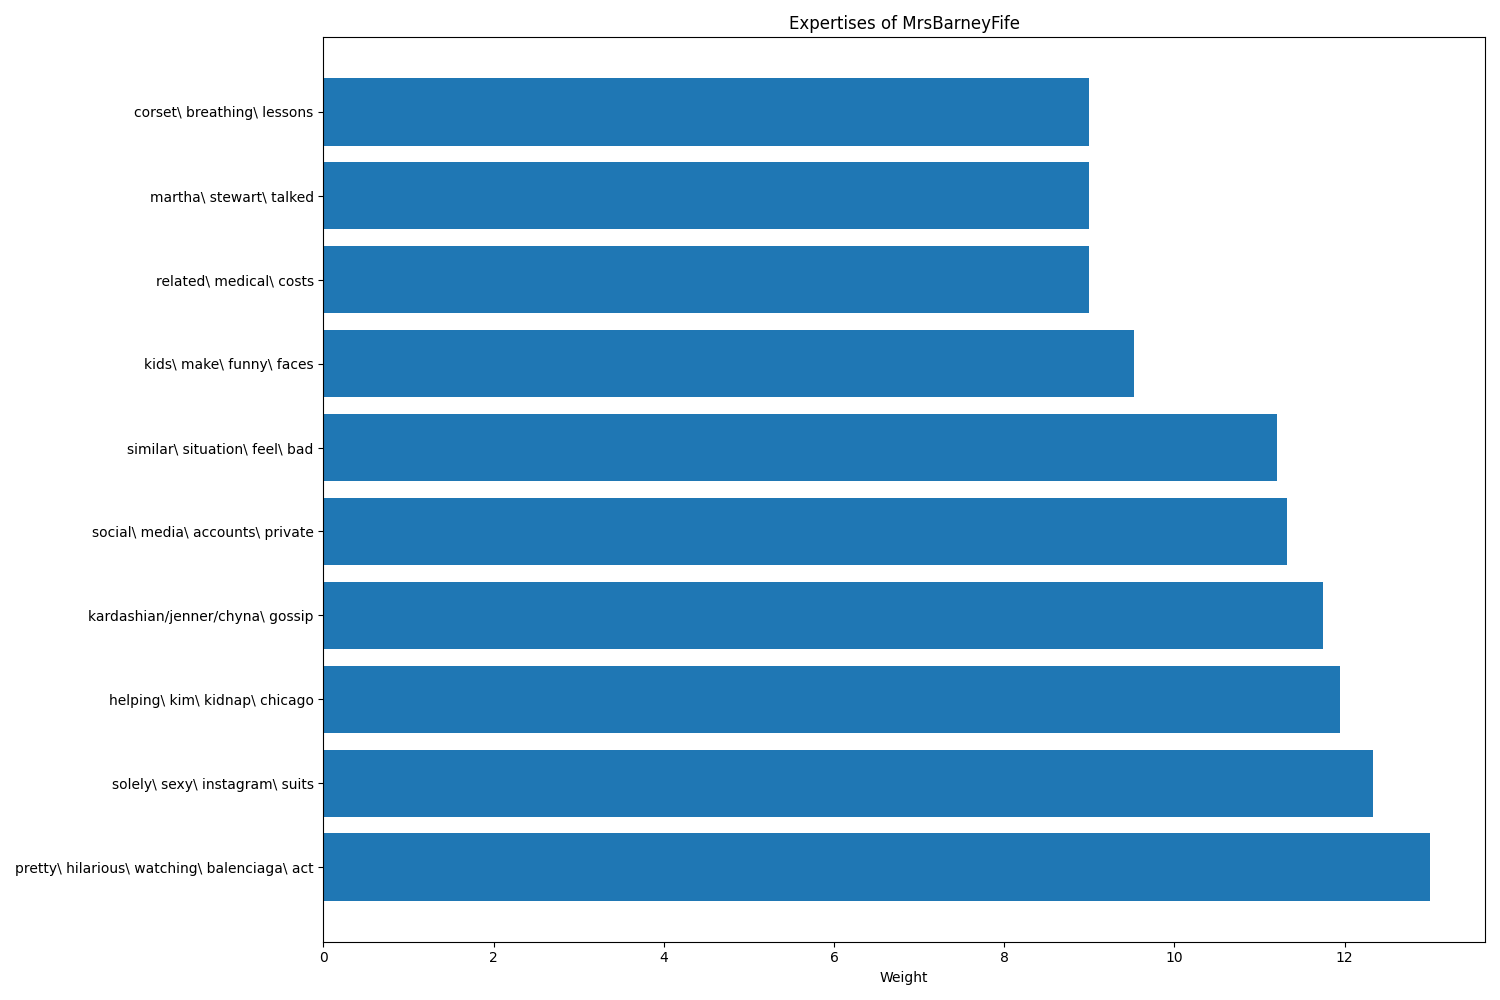 Expertises of MrsBarneyFife
corset\ breathing\ lessons
martha\ stewart\ talked
related\ medical\ costs
kids\ make\ funny\ faces
similar\ situation\ feel\ bad
social\ media\ accounts\ private
kardashian/jenner/chyna\ gossip
helping\ kim\ kidnap\ chicago
solely\ sexy\ instagram\ suits
pretty\ hilarious\ watching\ balenciaga\ act
0 2 4 6 8 10 12
Weight